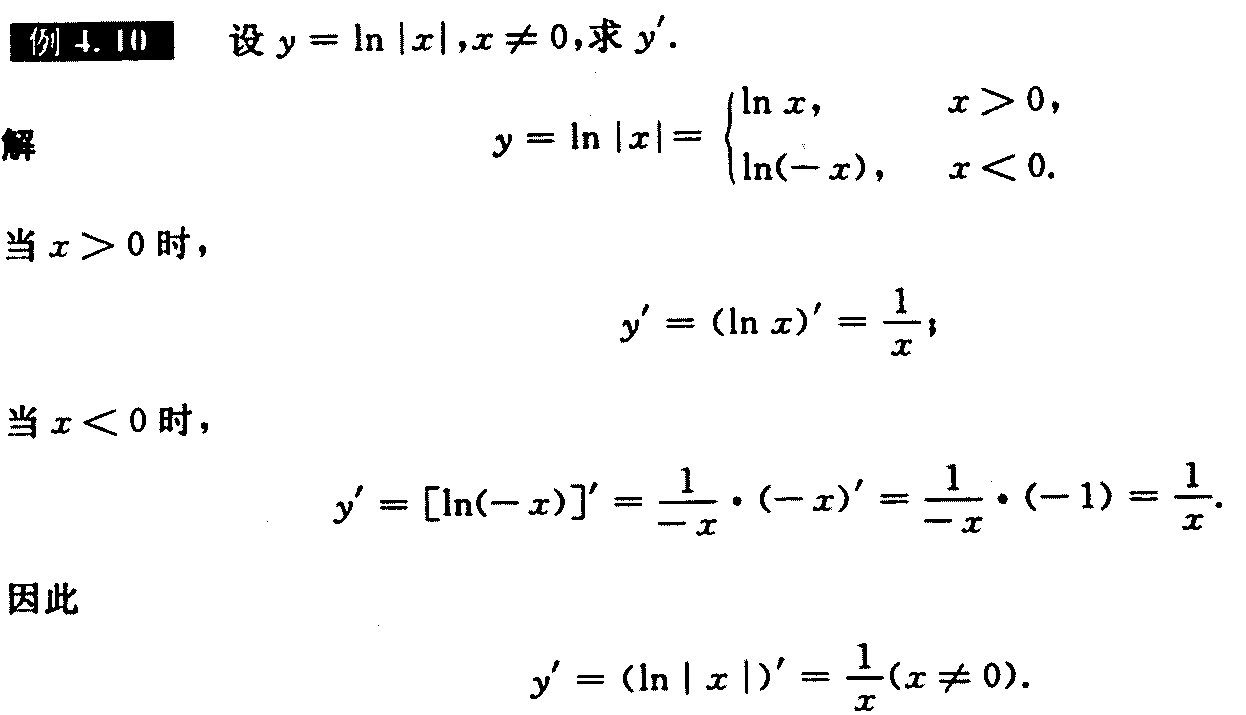 例 4.10 设 y = ln |x|, x ≠ 0, 求 y′.
解 y = ln |x| = { ln x, x > 0,
ln(− x), x < 0.
当 x > 0 时,
y′ = (ln x)′ = 1/x;
当 x < 0 时,
y′ = [ln(− x)]′ = 1/(− x) · (− x)′ = 1/(− x) · (− 1) = 1/x.
因此
y′ = (ln | x |)′ = 1/x (x ≠ 0).